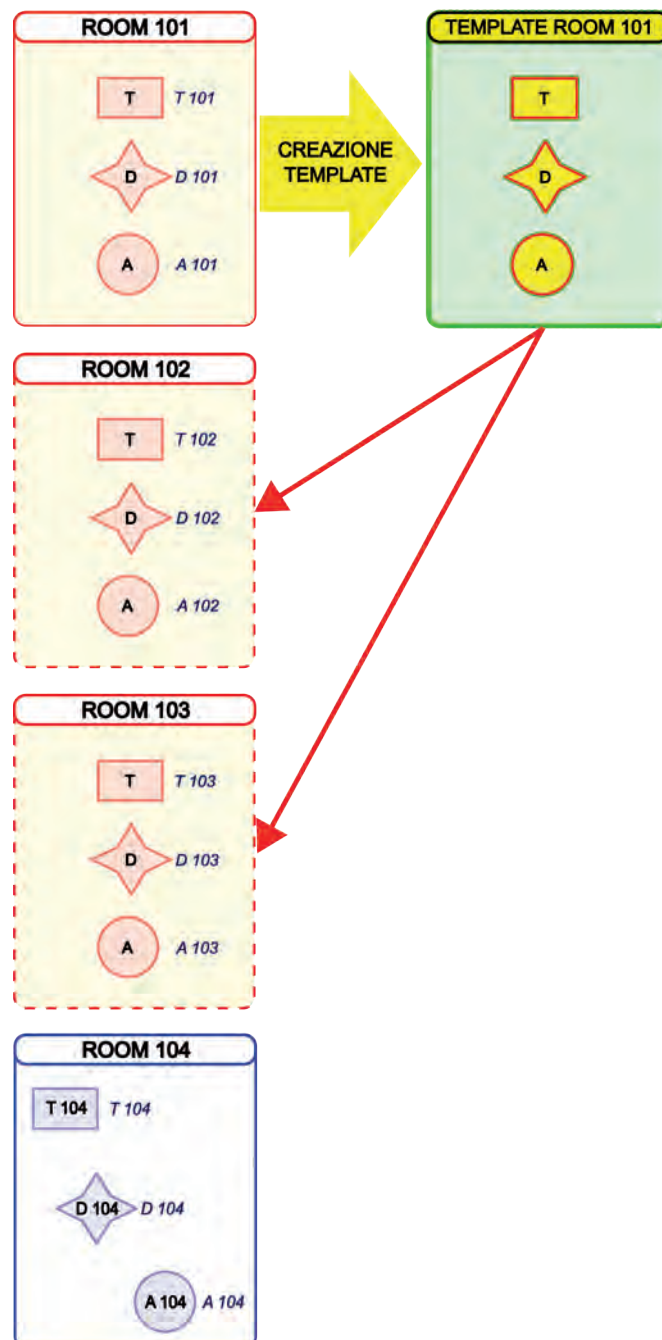 ROOM 101
T T 101
D D 101
A A 101
CREAZIONE
TEMPLATE
TEMPLATE ROOM 101
T
D
A
ROOM 102
T T 102
D D 102
A A 102
ROOM 103
T T 103
D D 103
A A 103
ROOM 104
T 104 T 104
D 104 D 104
A 104 A 104